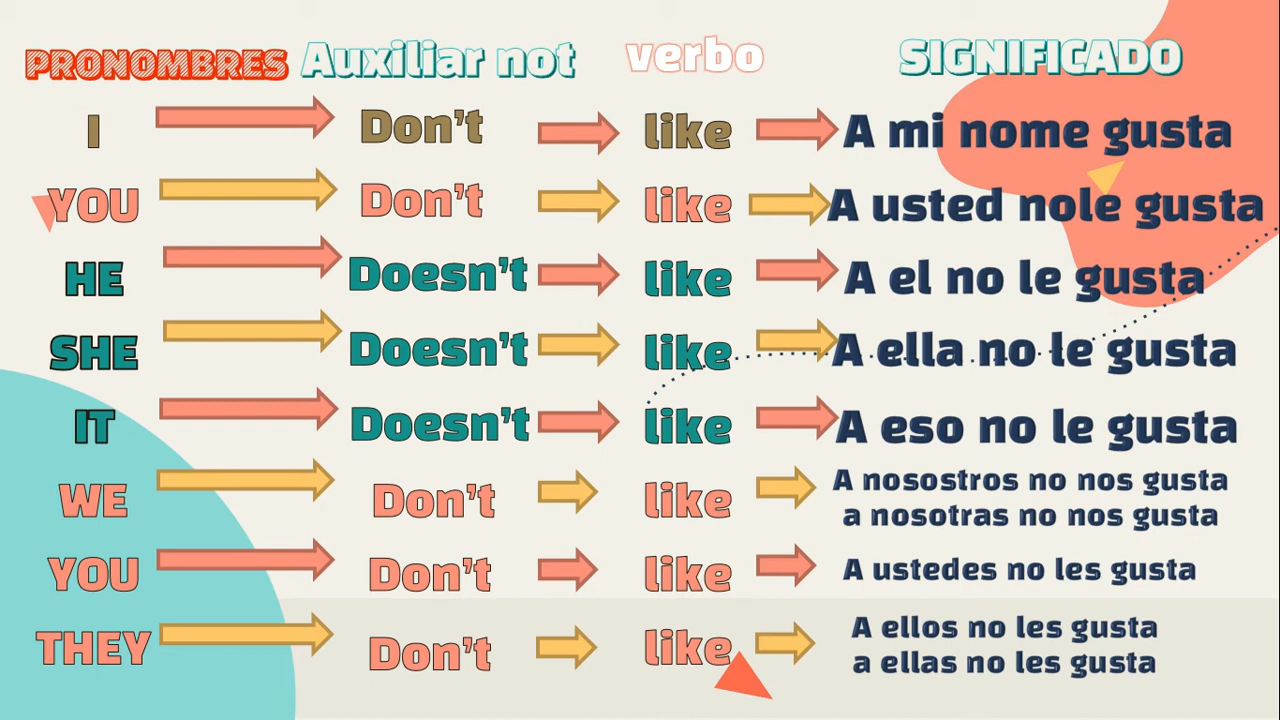 PRONOMBRES Auxiliar not verbo SIGNIFICADO
I Don't like A mi nome gusta
YOU Don't like A usted nole gusta
HE Doesn't like A el no le gusta
SHE Doesn't like A ella no le gusta
IT Doesn't like A eso no le gusta
WE Don't like A nosostros no nos gusta
a nosotras no nos gusta
YOU Don't like A ustedes no les gusta
THEY Don't like A ellos no les gusta
a ellas no les gusta